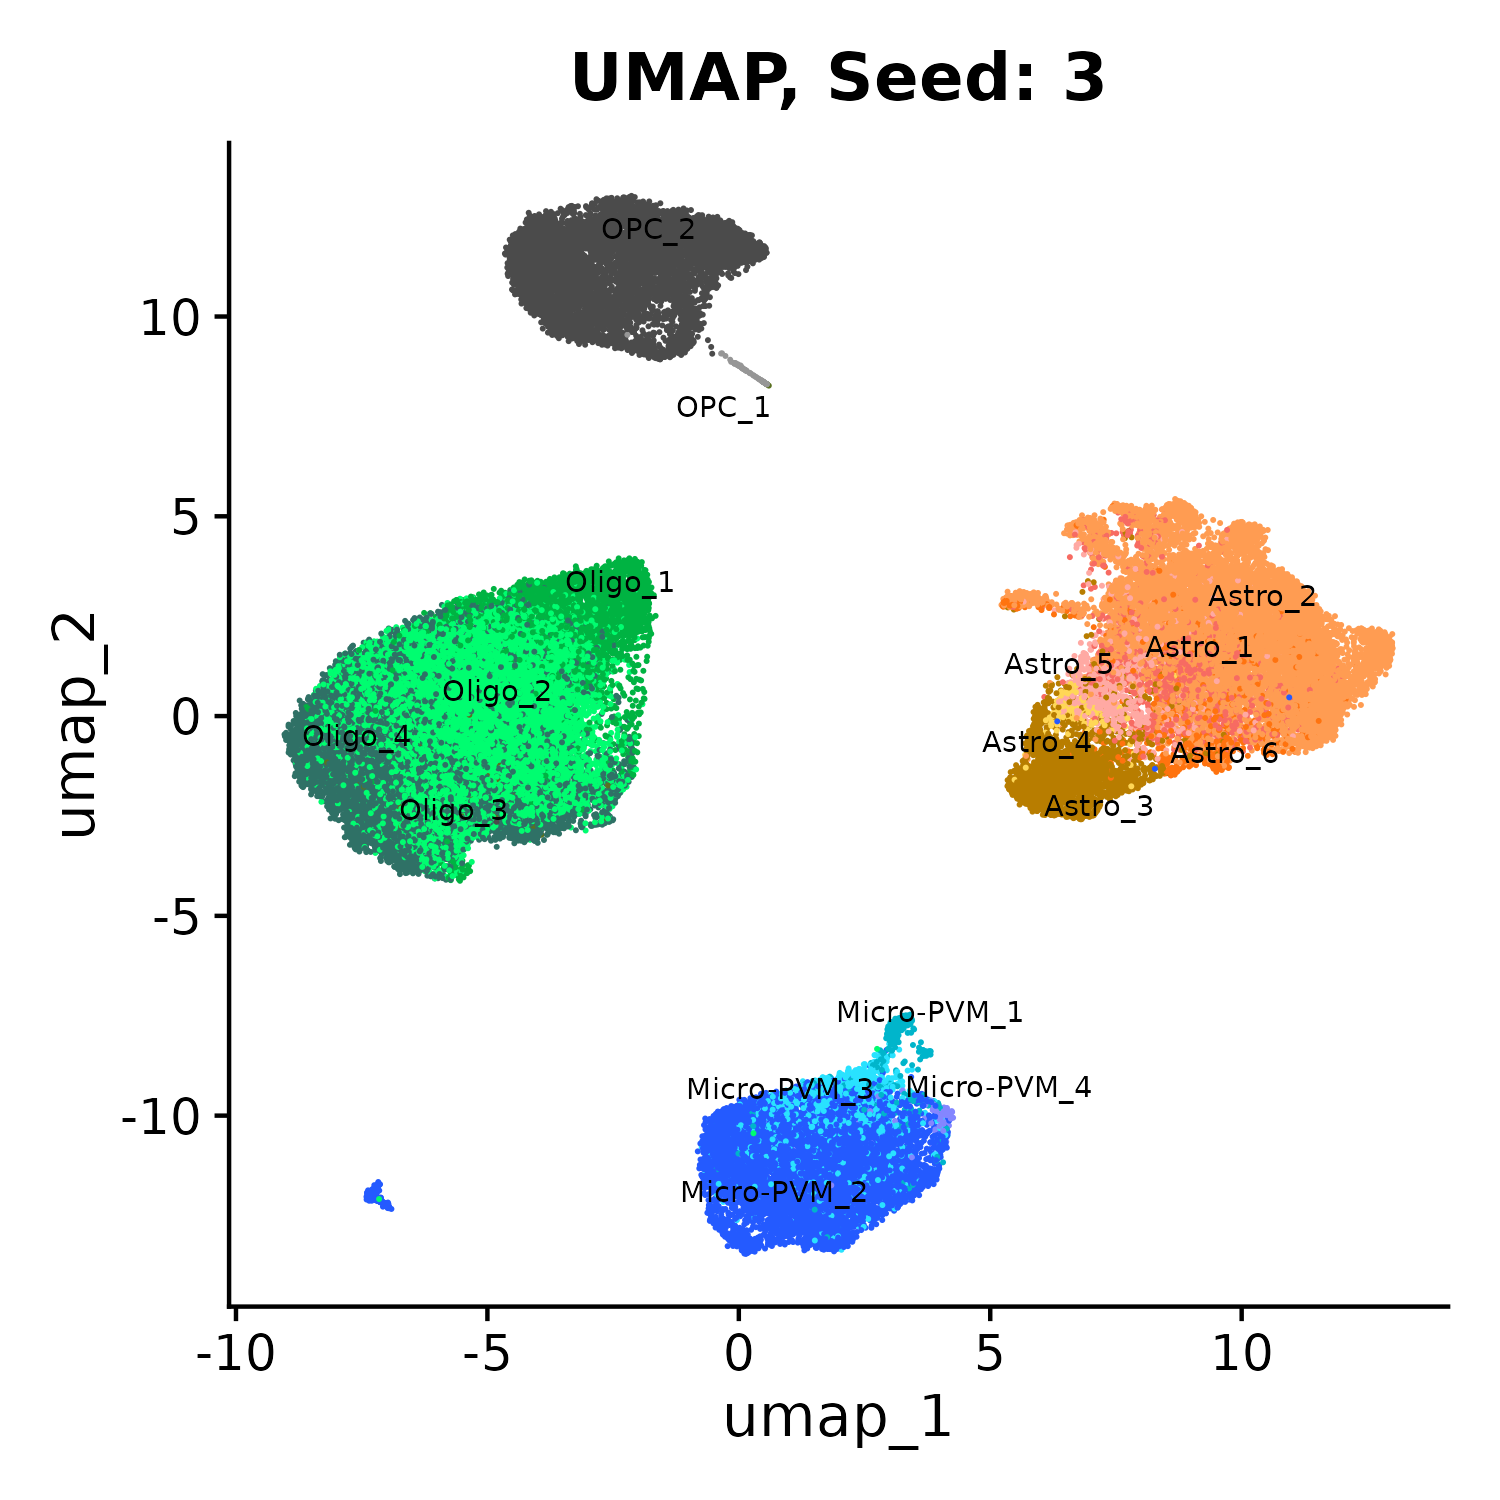 UMAP, Seed: 3
umap_2
10
5
0
-5
-10
OPC_2
OPC_1
Oligo_1
Oligo_2
Oligo_4
Oligo_3
Astro_2
Astro_1
Astro_5
Astro_4
Astro_6
Astro_3
Micro-PVM_1
Micro-PVM_3
Micro-PVM_4
Micro-PVM_2
-10
-5
0
5
10
umap_1